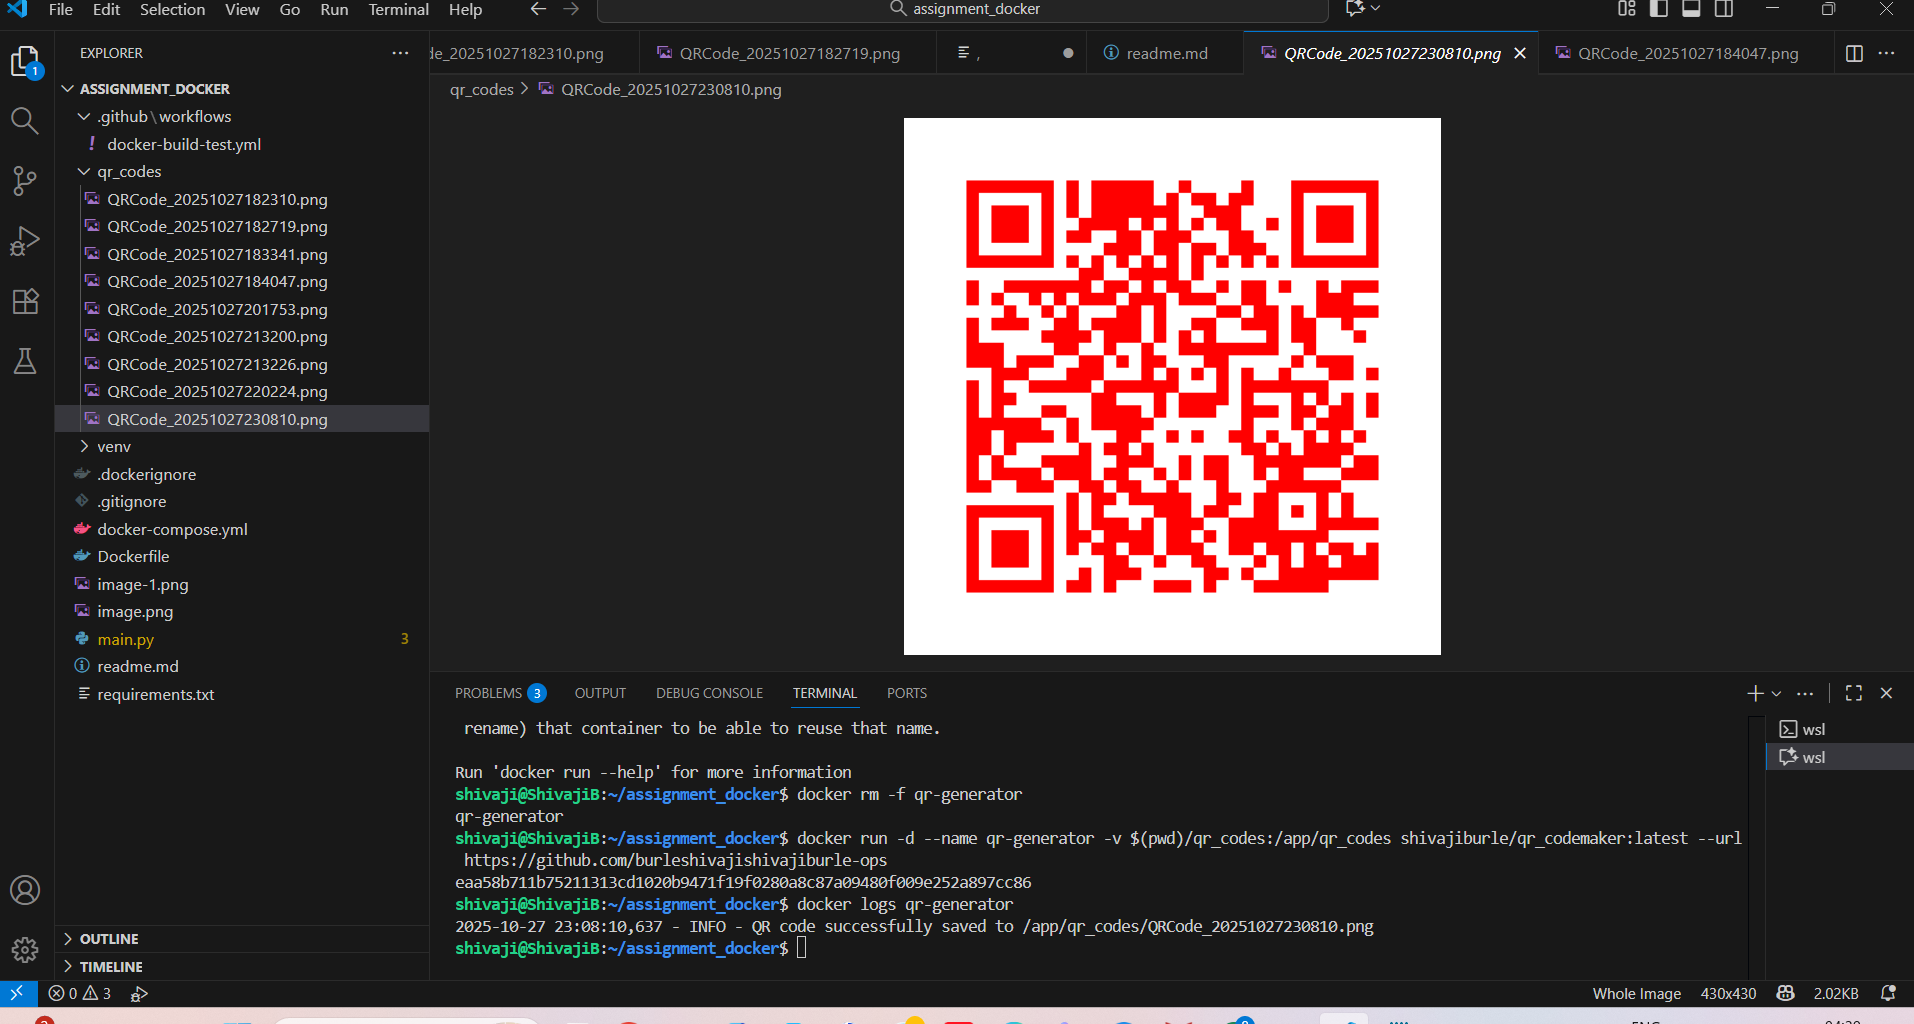 File Edit Selection View Go Run Terminal Help
assignment_docker
EXPLORER
1
ASSIGNMENT_DOCKER
.github\workflows
! docker-build-test.yml
qr_codes
QRCode_20251027182310.png
QRCode_20251027182719.png
QRCode_20251027183341.png
QRCode_20251027184047.png
QRCode_20251027201753.png
QRCode_20251027213200.png
QRCode_20251027213226.png
QRCode_20251027220224.png
QRCode_20251027230810.png
venv
.dockerignore
.gitignore
docker-compose.yml
Dockerfile
image-1.png
image.png
main.py 3
readme.md
requirements.txt
OUTLINE
TIMELINE
de_20251027182310.png QRCode_20251027182719.png , readme.md QRCode_20251027230810.png QRCode_20251027184047.png
qr_codes > QRCode_20251027230810.png
PROBLEMS 3 OUTPUT DEBUG CONSOLE TERMINAL PORTS
rename) that container to be able to reuse that name.
Run 'docker run --help' for more information
shivaji@ShivajiB:~/assignment_docker$ docker rm -f qr-generator
qr-generator
shivaji@ShivajiB:~/assignment_docker$ docker run -d --name qr-generator -v $(pwd)/qr_codes:/app/qr_codes shivajiburle/qr_codemaker:latest --url
https://github.com/burleshivajishivajiburle-ops
eaa58b711b75211313cd1020b9471f19f0280a8c87a09480f009e252a897cc86
shivaji@ShivajiB:~/assignment_docker$ docker logs qr-generator
2025-10-27 23:08:10,637 - INFO - QR code successfully saved to /app/qr_codes/QRCode_20251027230810.png
shivaji@ShivajiB:~/assignment_docker$
wsl
wsl
0 3
Whole Image 430x430 2.02KB